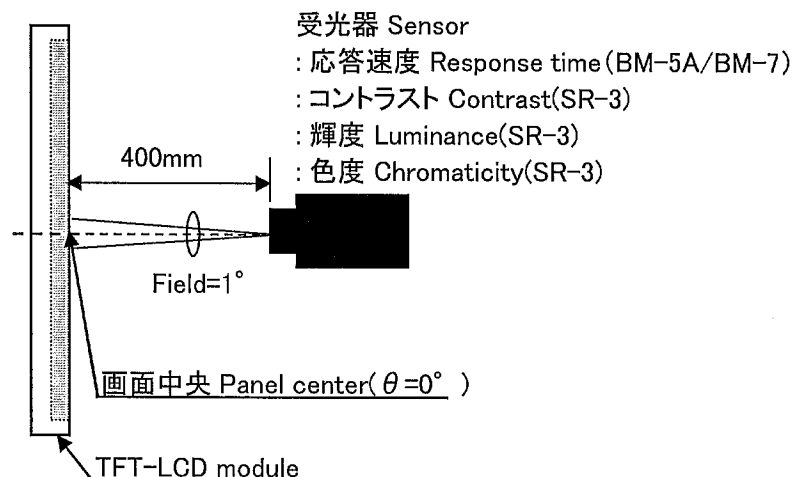 受光器 Sensor
: 応答速度 Response time(BM-5A/BM-7)
: コントラスト Contrast(SR-3)
: 輝度 Luminance(SR-3)
: 色度 Chromaticity(SR-3)
400mm
Field=1°
画面中央 Panel center(θ=0° )
TFT-LCD module